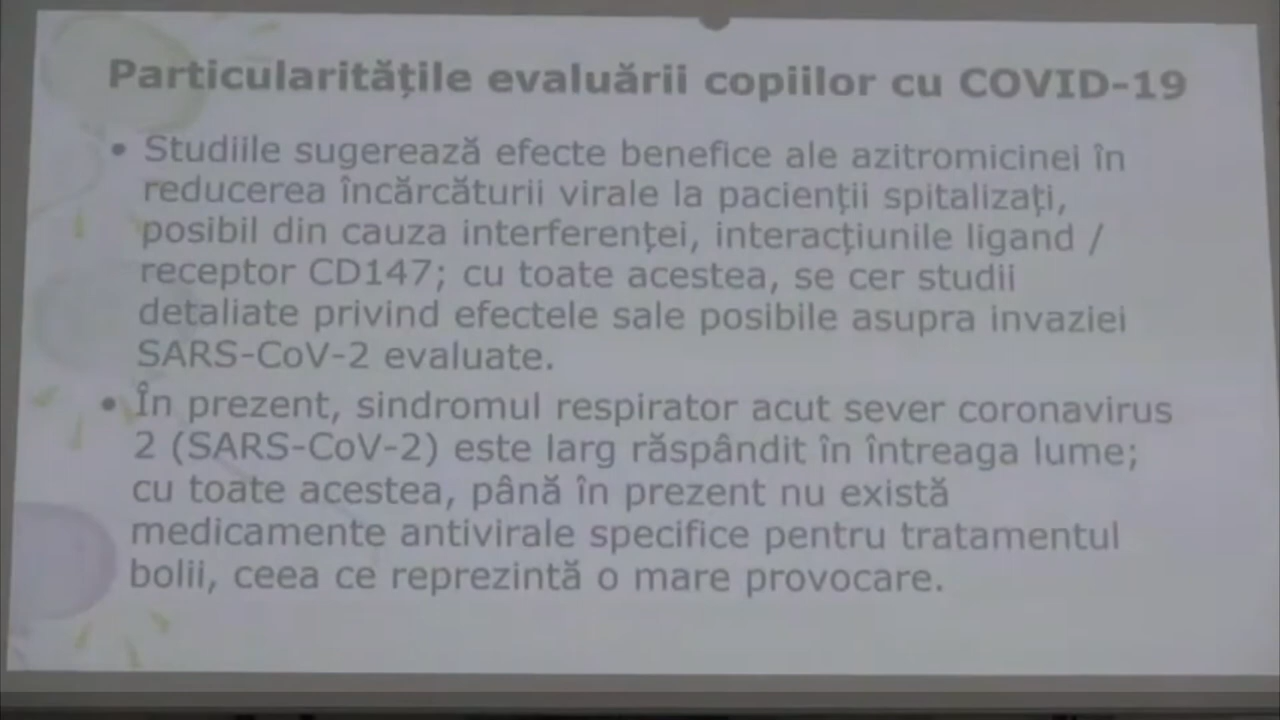 Particularitățile evaluării copiilor cu COVID-19
• Studiile sugerează efecte benefice ale azitromicinei în
reducerea încărcăturii virale la pacienții spitalizați,
posibil din cauza interferenței, interacțiunile ligand /
receptor CD147; cu toate acestea, se cer studii
detaliate privind efectele sale posibile asupra invaziei
SARS-CoV-2 evaluate.
• În prezent, sindromul respirator acut sever coronavirus
2 (SARS-CoV-2) este larg răspândit în întreaga lume;
cu toate acestea, până în prezent nu există
medicamente antivirale specifice pentru tratamentul
bolii, ceea ce reprezintă o mare provocare.